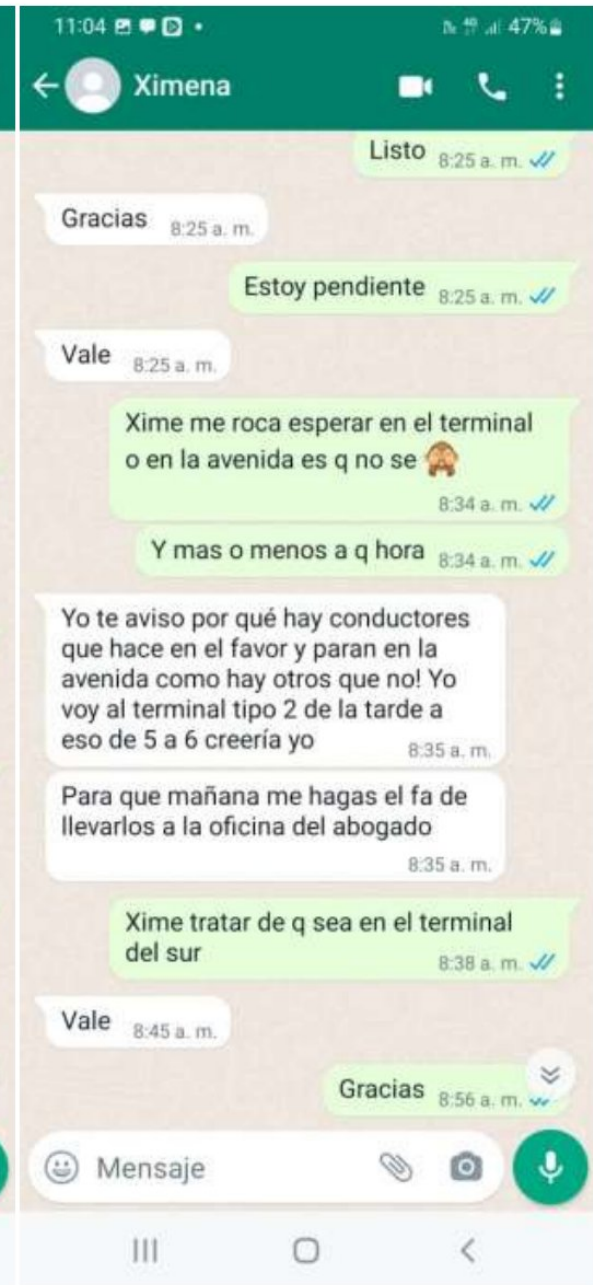 11:04
47%
Ximena
Listo 8:25 a. m.
Gracias 8:25 a. m.
Estoy pendiente 8:25 a. m.
Vale 8:25 a. m.
Xime me roca esperar en el terminal
o en la avenida es q no se 🙈
8:34 a. m.
Y mas o menos a q hora 8:34 a. m.
Yo te aviso por qué hay conductores
que hace en el favor y paran en la
avenida como hay otros que no! Yo
voy al terminal tipo 2 de la tarde a
eso de 5 a 6 creería yo 8:35 a. m.
Para que mañana me hagas el fa de
llevarlos a la oficina del abogado
8:35 a. m.
Xime tratar de q sea en el terminal
del sur 8:38 a. m.
Vale 8:45 a. m.
Gracias 8:56 a. m.
Mensaje